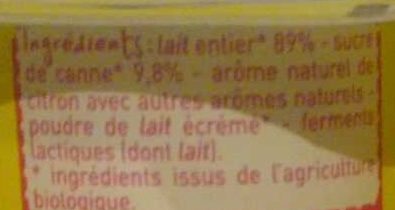 Ingrédients : lait entier* 89% - sucre
de canne* 9,8% - arôme naturel de
citron avec autres arômes naturels -
poudre de lait écrémé* - ferments
lactiques (dont lait).
* ingrédients issus de l'agriculture
biologique.